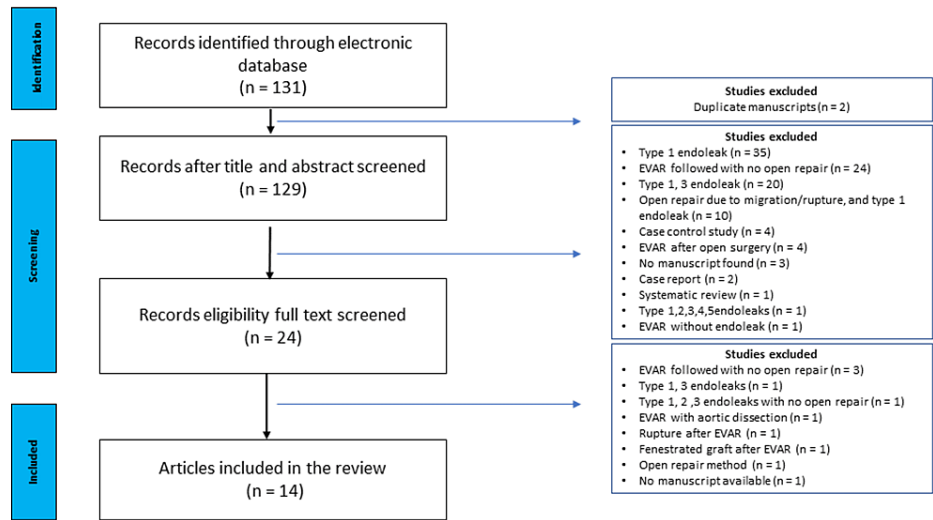 Identification
Records identified through electronic
database
(n = 131)
Studies excluded
Duplicate manuscripts (n = 2)
Screening
Records after title and abstract screened
(n = 129)
Studies excluded
• Type 1 endoleak (n = 35)
• EVAR followed with no open repair (n = 24)
• Type 1, 3 endoleak (n = 20)
• Open repair due to migration/rupture, and type 1
endoleak (n = 10)
• Case control study (n = 4)
• EVAR after open surgery (n = 4)
• No manuscript found (n = 3)
• Case report (n = 2)
• Systematic review (n = 1)
• Type 1,2,3,4,5endoleaks (n = 1)
• EVAR without endoleak (n = 1)
Records eligibility full text screened
(n = 24)
Studies excluded
• EVAR followed with no open repair (n = 3)
• Type 1, 3 endoleaks (n = 1)
• Type 1, 2 ,3 endoleaks with no open repair (n = 1)
• EVAR with aortic dissection (n = 1)
• Rupture after EVAR (n = 1)
• Fenestrated graft after EVAR (n = 1)
• Open repair method (n = 1)
• No manuscript available (n = 1)
Included
Articles included in the review
(n = 14)